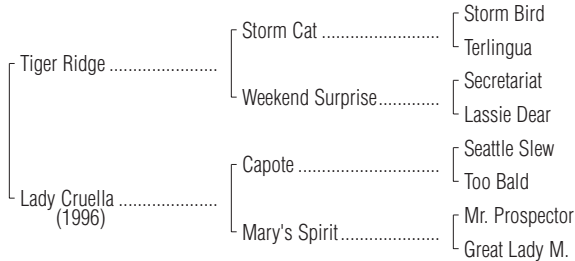 Storm Bird
Storm Cat ........................
Terlingua
Tiger Ridge ......................
Secretariat
Weekend Surprise.............
Lassie Dear
Seattle Slew
Capote .............................
Too Bald
Lady Cruella ....................
(1996)
Mr. Prospector
Mary's Spirit.....................
Great Lady M.